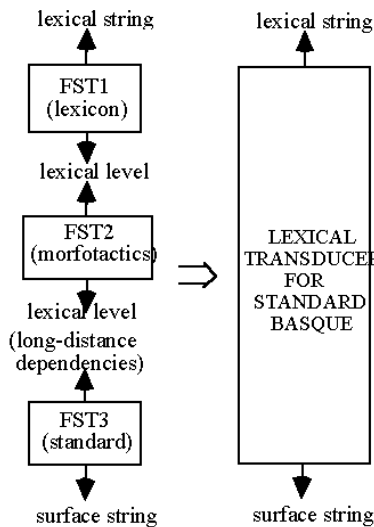 lexical string
FST1
(lexicon)
lexical level
FST2
(morfotactics)
lexical level
(long-distance
dependencies)
FST3
(standard)
surface string
lexical string
LEXICAL
TRANSDUCER
FOR
STANDARD
BASQUE
surface string